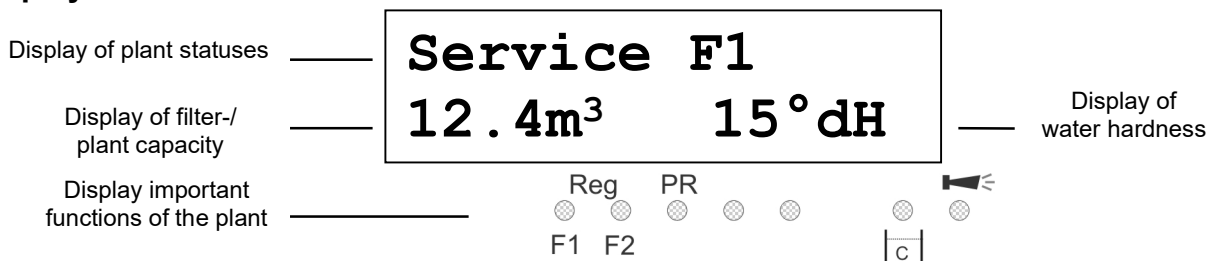 Display of plant statuses
Service F1
Display of filter-/
plant capacity
12.4m³ 15°dH
Display of
water hardness
Display important
functions of the plant
Reg PR
F1 F2
C